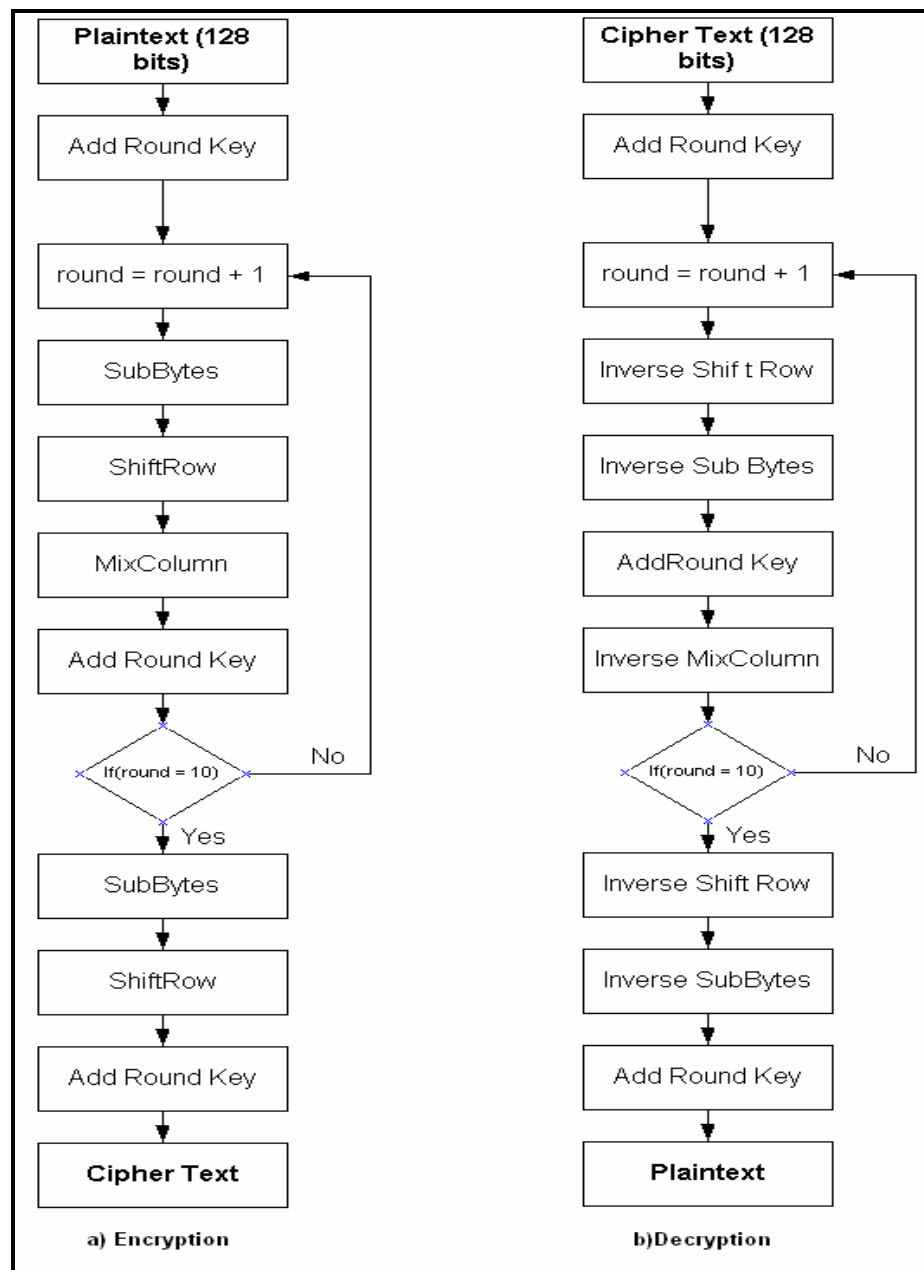 Plaintext (128
bits)
Add Round Key
round = round + 1
SubBytes
ShiftRow
MixColumn
Add Round Key
If(round = 10)
No
Yes
SubBytes
ShiftRow
Add Round Key
Cipher Text
a) Encryption
Cipher Text (128
bits)
Add Round Key
round = round + 1
Inverse Shift Row
Inverse Sub Bytes
AddRound Key
Inverse MixColumn
If(round = 10)
No
Yes
Inverse Shift Row
Inverse SubBytes
Add Round Key
Plaintext
b)Decryption